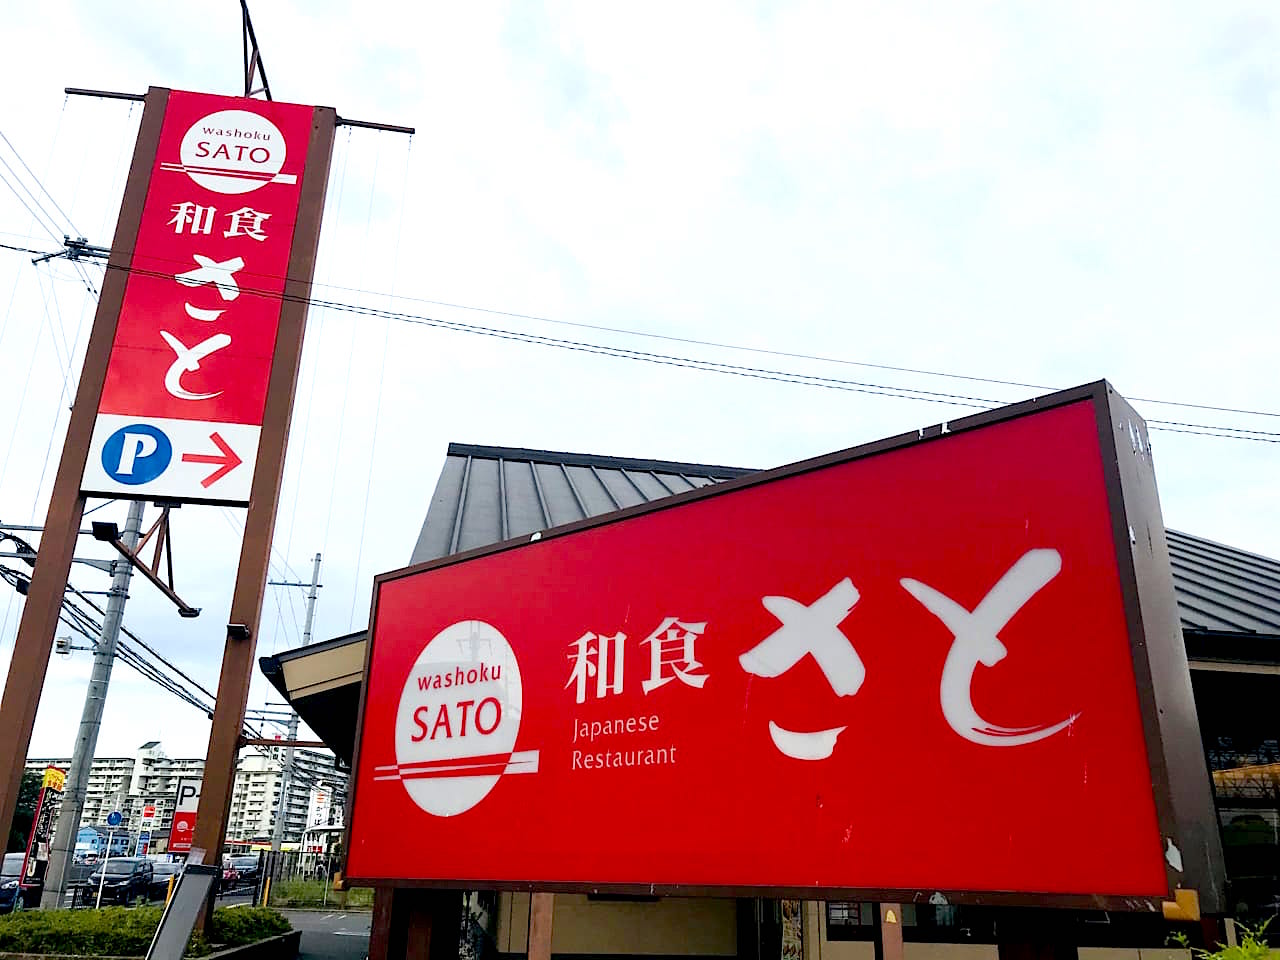 washoku
SATO
和食
さと
P
washoku
SATO
和食
Japanese
Restaurant
さと
P